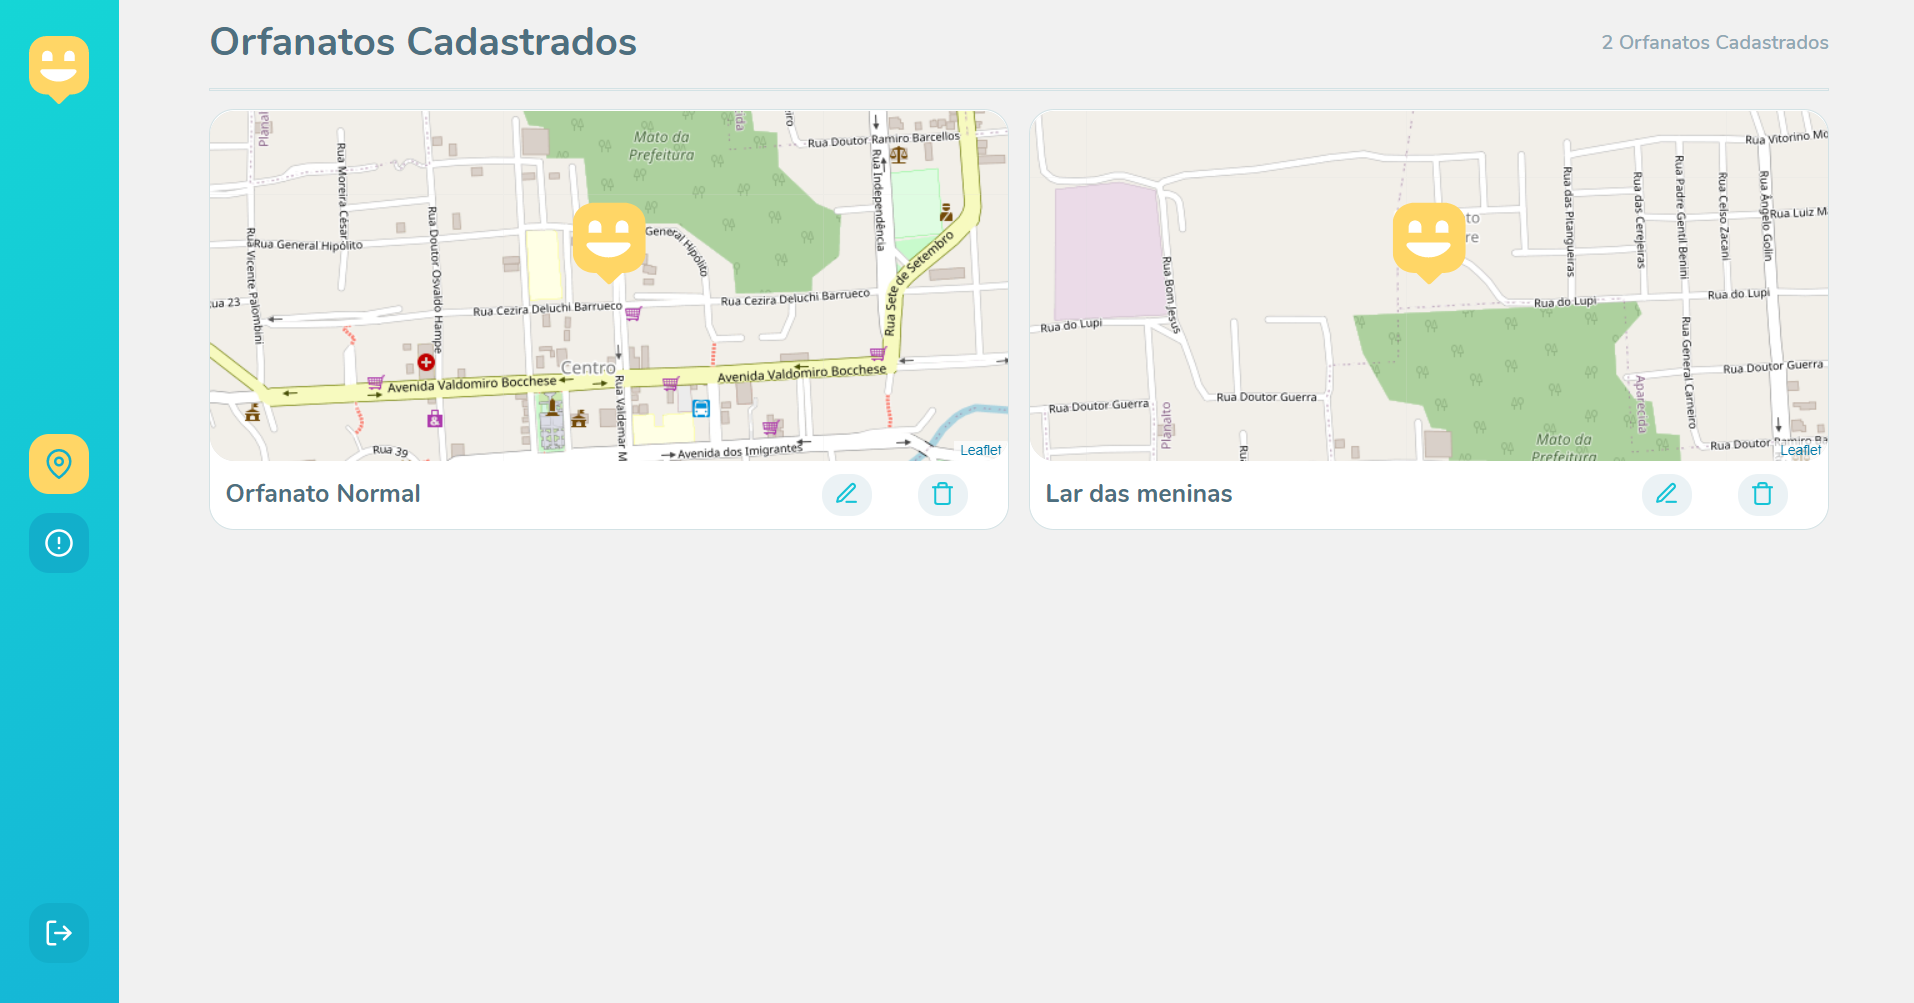 Orfanatos Cadastrados
2 Orfanatos Cadastrados
Planal
Rua Moreira César
Mato da
Prefeitura
Rua Doutor Ramiro Barcellos
Rua Independência
Rua Vicente Palombini
Rua General Hipólito
Rua Doutor Osvaldo Hampe
General Hipólito
Rua Sete de Setembro
ua 23
Rua Cezira Deluchi Barrueco
Rua Cezira Deluchi Barrueco
Centro
Avenida Valdomiro Bocchese
Avenida Valdomiro Bocchese
Rua Valdemar M
Rua 39
Avenida dos Imigrantes
Leaflet
Orfanato Normal
Rua Vitorino Mo
Rua das Pitangueiras
Rua das Cerejeiras
Rua Padre Gentil Benini
Rua Celso Zacani
Rua Ângelo Golin
Rua Luiz M
to
re
Rua Bom Jesus
Rua do Lupi
Rua do Lupi
Rua do Lupi
Rua General Carneiro
Rua Doutor Guerra
Rua Doutor Guerra
Rua Doutor Guerra
Planalto
Aparecida
Rua
Mato da
Prefeitura
Rua Doutor Ramiro Ba
Leaflet
Lar das meninas